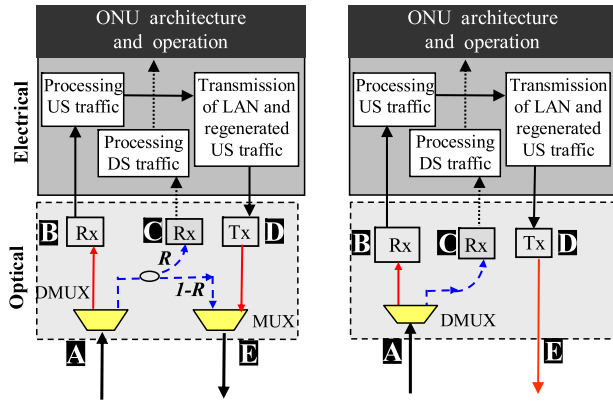 ONU architecture
and operation
Electrical
Processing
US traffic
Transmission
of LAN and
regenerated
US traffic
Processing
DS traffic
Optical
B
Rx
C
Rx
Tx
D
R
1-R
DMUX
MUX
A
E
ONU architecture
and operation
Processing
US traffic
Transmission
of LAN and
regenerated
US traffic
Processing
DS traffic
B
Rx
C
Rx
Tx
D
DMUX
A
E